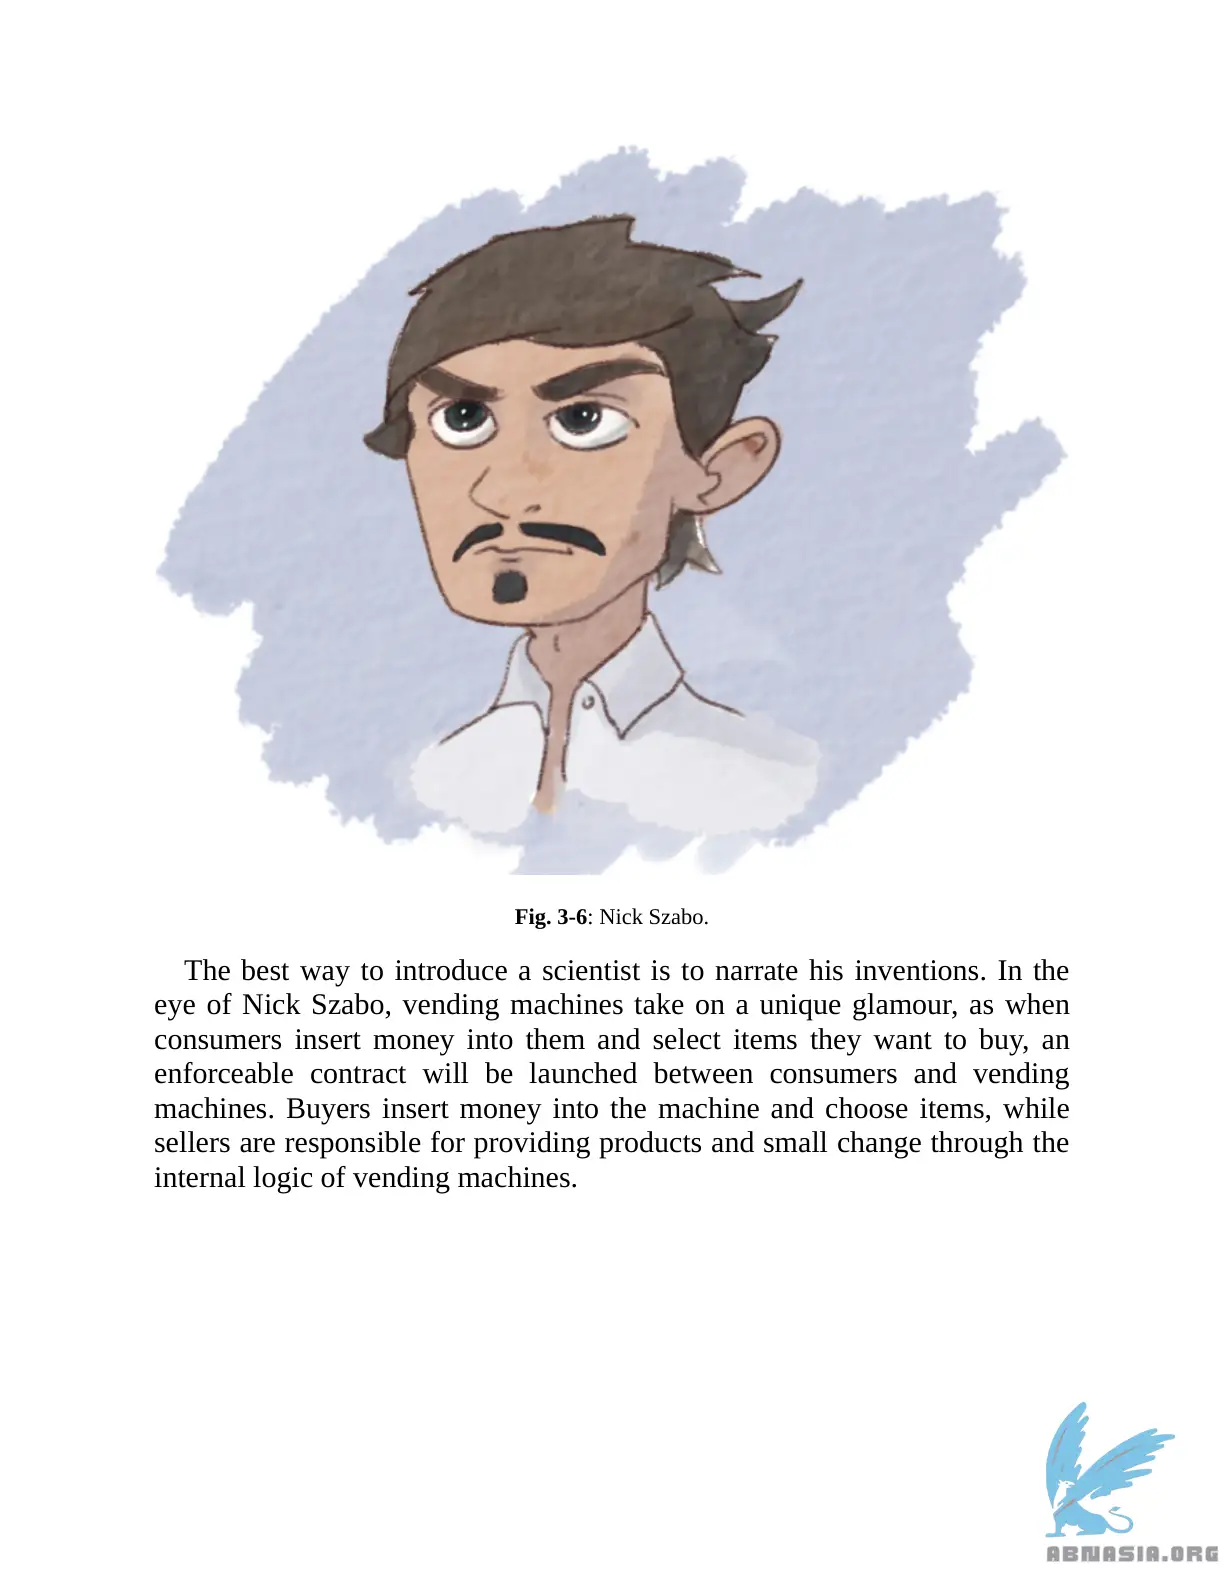 Fig. 3-6: Nick Szabo.
The best way to introduce a scientist is to narrate his inventions. In the
eye of Nick Szabo, vending machines take on a unique glamour, as when
consumers insert money into them and select items they want to buy, an
enforceable contract will be launched between consumers and vending
machines. Buyers insert money into the machine and choose items, while
sellers are responsible for providing products and small change through the
internal logic of vending machines.
ABNASIA.ORG